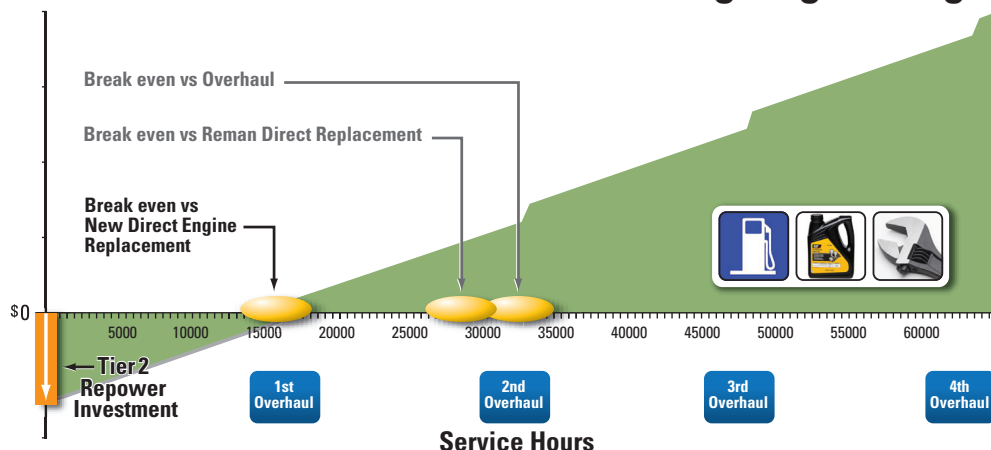 Break even vs Overhaul
Break even vs Reman Direct Replacement
Break even vs
New Direct Engine
Replacement
$0
5000 10000 15000 20000 25000 30000 35000 40000 45000 50000 55000 60000
Tier 2
Repower
Investment
1st
Overhaul
2nd
Overhaul
3rd
Overhaul
4th
Overhaul
Service Hours